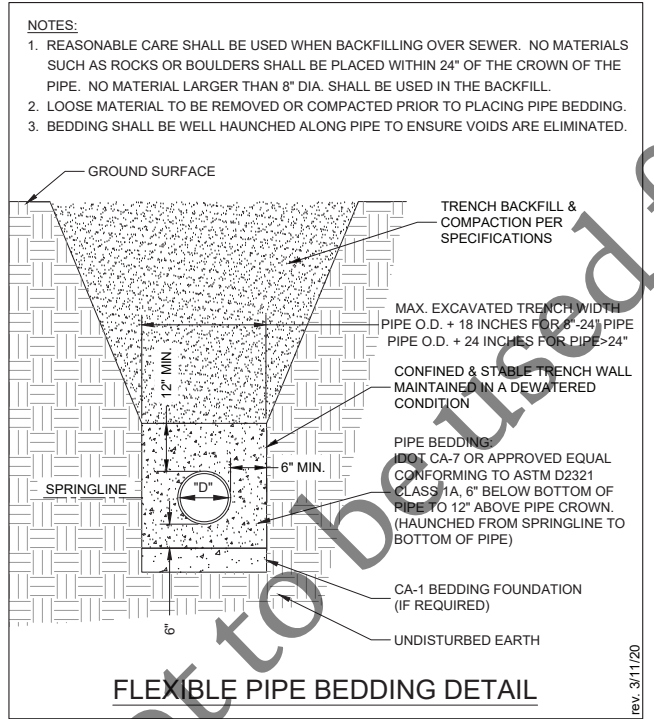 NOTES:
1. REASONABLE CARE SHALL BE USED WHEN BACKFILLING OVER SEWER. NO MATERIALS
SUCH AS ROCKS OR BOULDERS SHALL BE PLACED WITHIN 24" OF THE CROWN OF THE
PIPE. NO MATERIAL LARGER THAN 8" DIA. SHALL BE USED IN THE BACKFILL.
2. LOOSE MATERIAL TO BE REMOVED OR COMPACTED PRIOR TO PLACING PIPE BEDDING.
3. BEDDING SHALL BE WELL HAUNCHED ALONG PIPE TO ENSURE VOIDS ARE ELIMINATED.
GROUND SURFACE
TRENCH BACKFILL &
COMPACTION PER
SPECIFICATIONS
MAX. EXCAVATED TRENCH WIDTH
PIPE O.D. + 18 INCHES FOR 8"-24" PIPE
PIPE O.D. + 24 INCHES FOR PIPE>24"
12" MIN.
CONFINED & STABLE TRENCH WALL
MAINTAINED IN A DEWATERED
CONDITION
6" MIN.
SPRINGLINE
"D"
PIPE BEDDING:
IDOT CA-7 OR APPROVED EQUAL
CONFORMING TO ASTM D2321
CLASS 1A, 6" BELOW BOTTOM OF
PIPE TO 12" ABOVE PIPE CROWN.
(HAUNCHED FROM SPRINGLINE TO
BOTTOM OF PIPE)
6"
CA-1 BEDDING FOUNDATION
(IF REQUIRED)
UNDISTURBED EARTH
FLEXIBLE PIPE BEDDING DETAIL
rev. 3/11/20
to be used